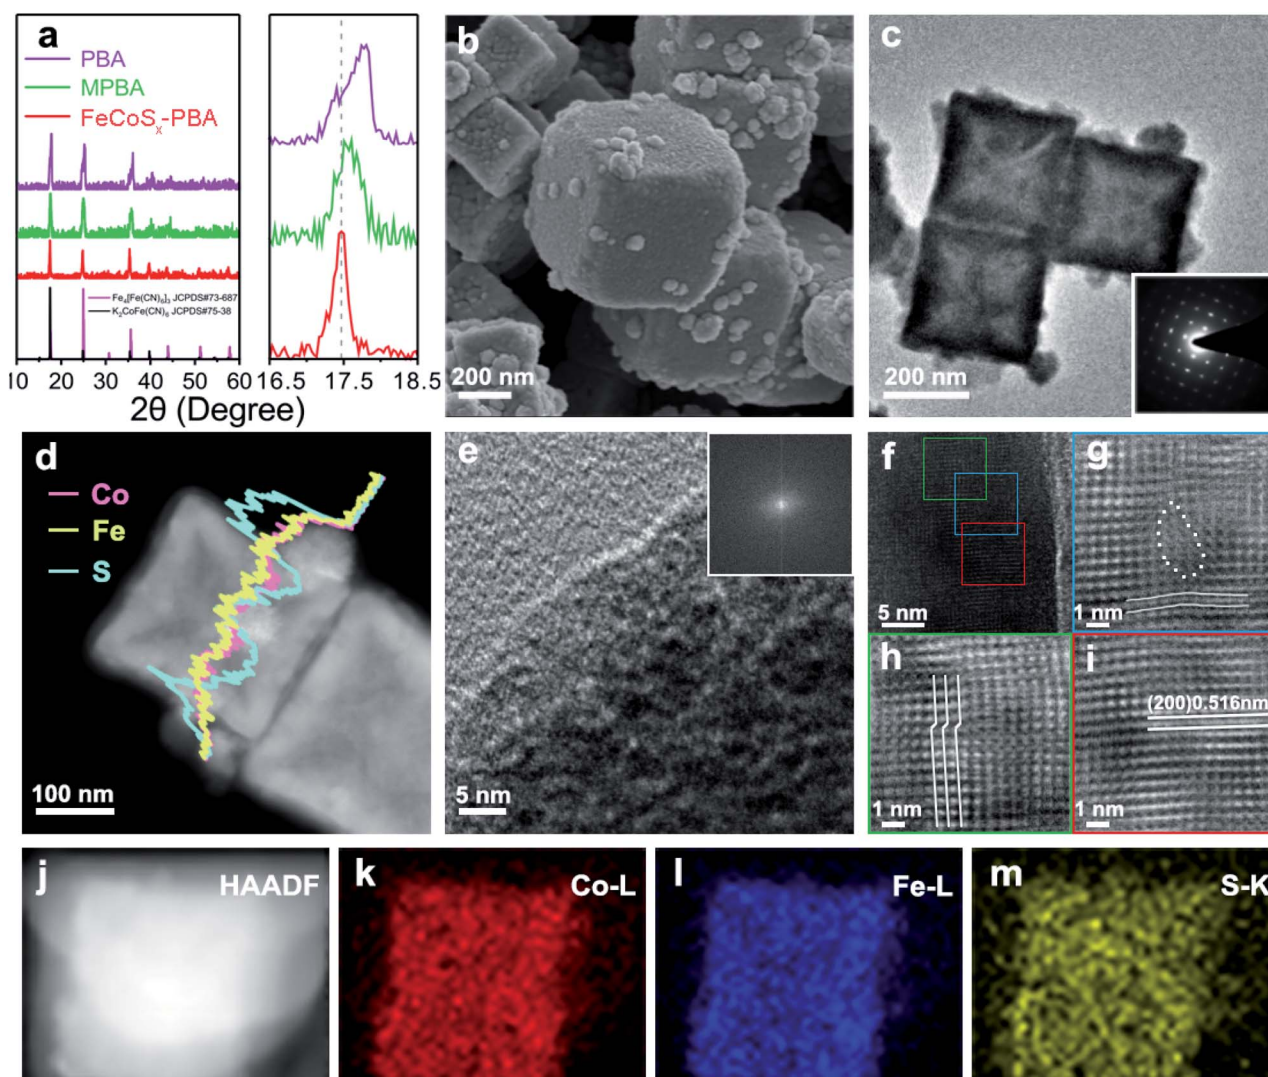 a
PBA
MPBA
FeCoSₓ-PBA
Fe₄[Fe(CN)₆]₃ JCPDS#73-687
K₂CoFe(CN)₆ JCPDS#75-38
10 20 30 40 50 60
16.5 17.5 18.5
2θ (Degree)
b
200 nm
c
200 nm
d
Co
Fe
S
100 nm
e
5 nm
f
5 nm
g
1 nm
h
1 nm
i
(200)0.516nm
1 nm
j
HAADF
k
Co-L
l
Fe-L
m
S-K